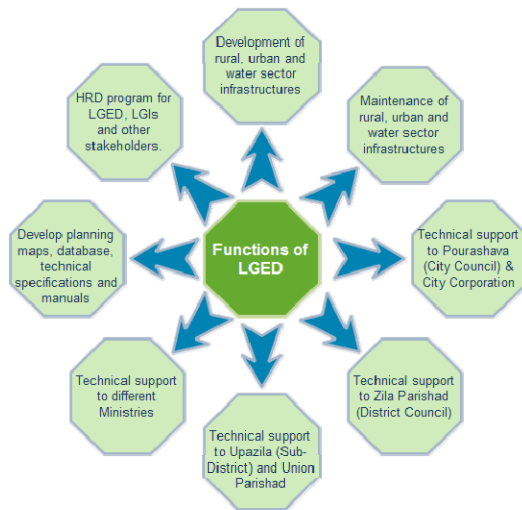 Development of
rural, urban and
water sector
infrastructures
Maintenance of
rural, urban and
water sector
infrastructures
Technical support
to Pourashava
(City Council) &
City Corporation
Technical support
to Zila Parishad
(District Council)
Technical support
to Upazila (Sub-
District) and Union
Parishad
Technical support
to different
Ministries
Develop planning
maps, database,
technical
specifications and
manuals
HRD program for
LGED, LGIs
and other
stakeholders.
Functions of
LGED